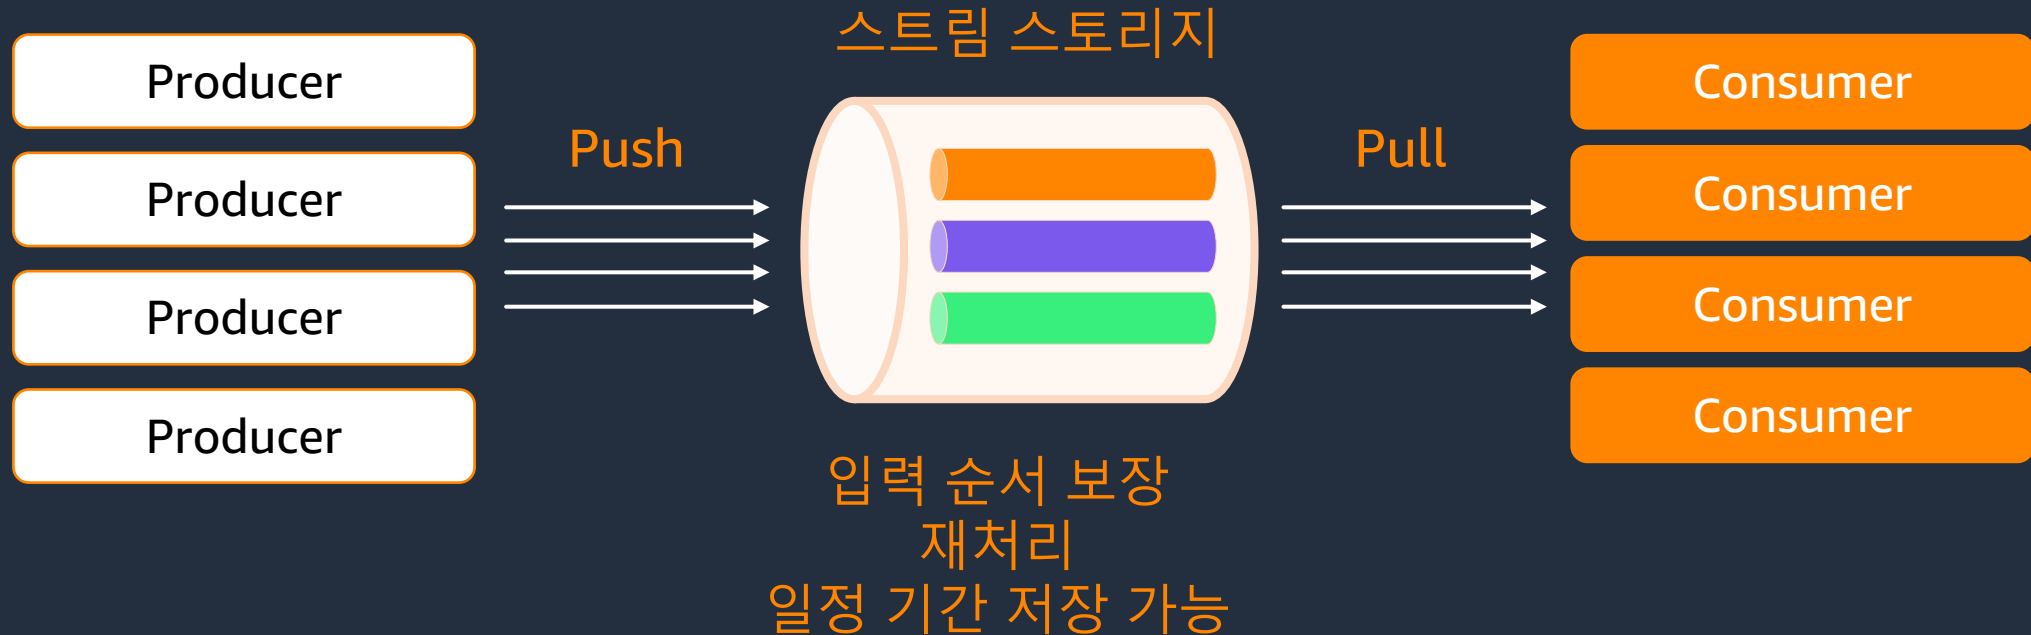 스트림 스토리지
Producer
Producer
Producer
Producer
Push
Pull
Consumer
Consumer
Consumer
Consumer
입력 순서 보장
재처리
일정 기간 저장 가능